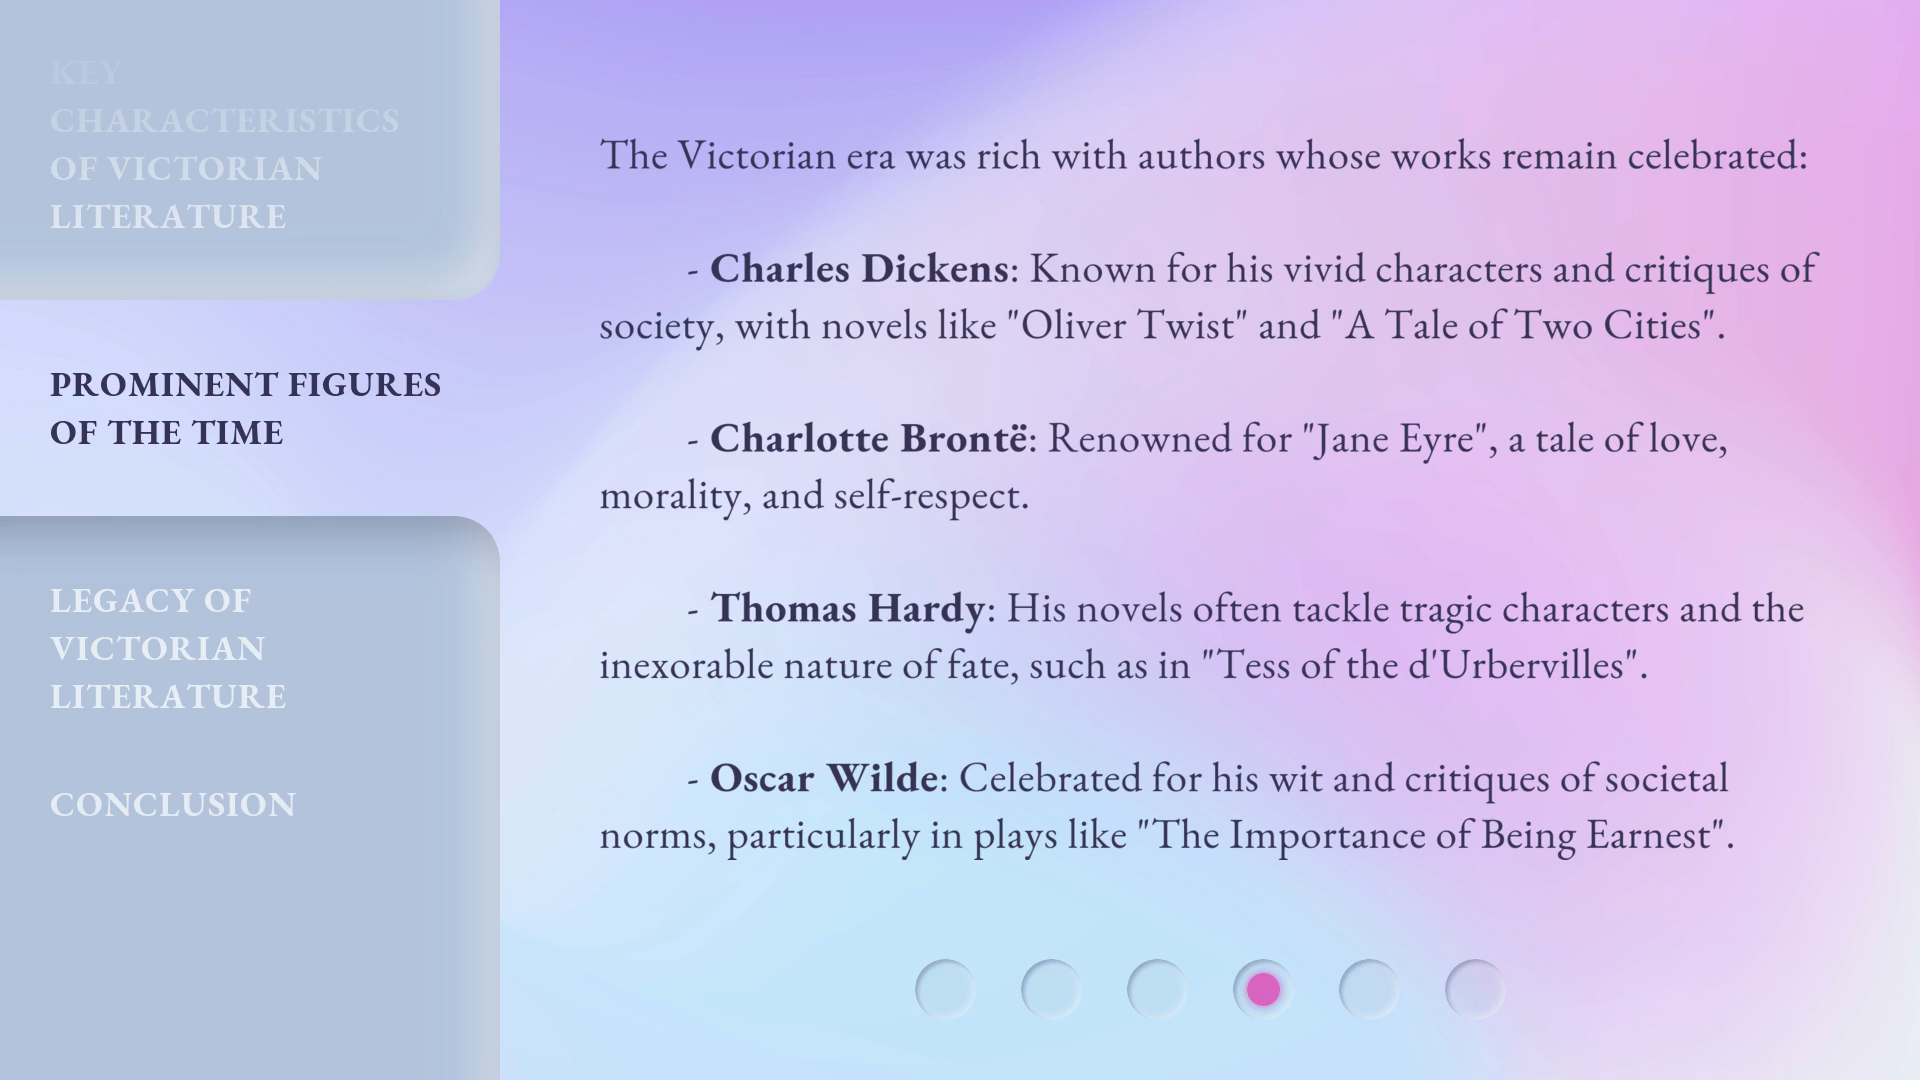 KEY
CHARACTERISTICS
OF VICTORIAN
LITERATURE
PROMINENT FIGURES
OF THE TIME
LEGACY OF
VICTORIAN
LITERATURE
CONCLUSION
The Victorian era was rich with authors whose works remain celebrated:
- Charles Dickens: Known for his vivid characters and critiques of
society, with novels like "Oliver Twist" and "A Tale of Two Cities".
- Charlotte Brontë: Renowned for "Jane Eyre", a tale of love,
morality, and self-respect.
- Thomas Hardy: His novels often tackle tragic characters and the
inexorable nature of fate, such as in "Tess of the d'Urbervilles".
- Oscar Wilde: Celebrated for his wit and critiques of societal
norms, particularly in plays like "The Importance of Being Earnest".